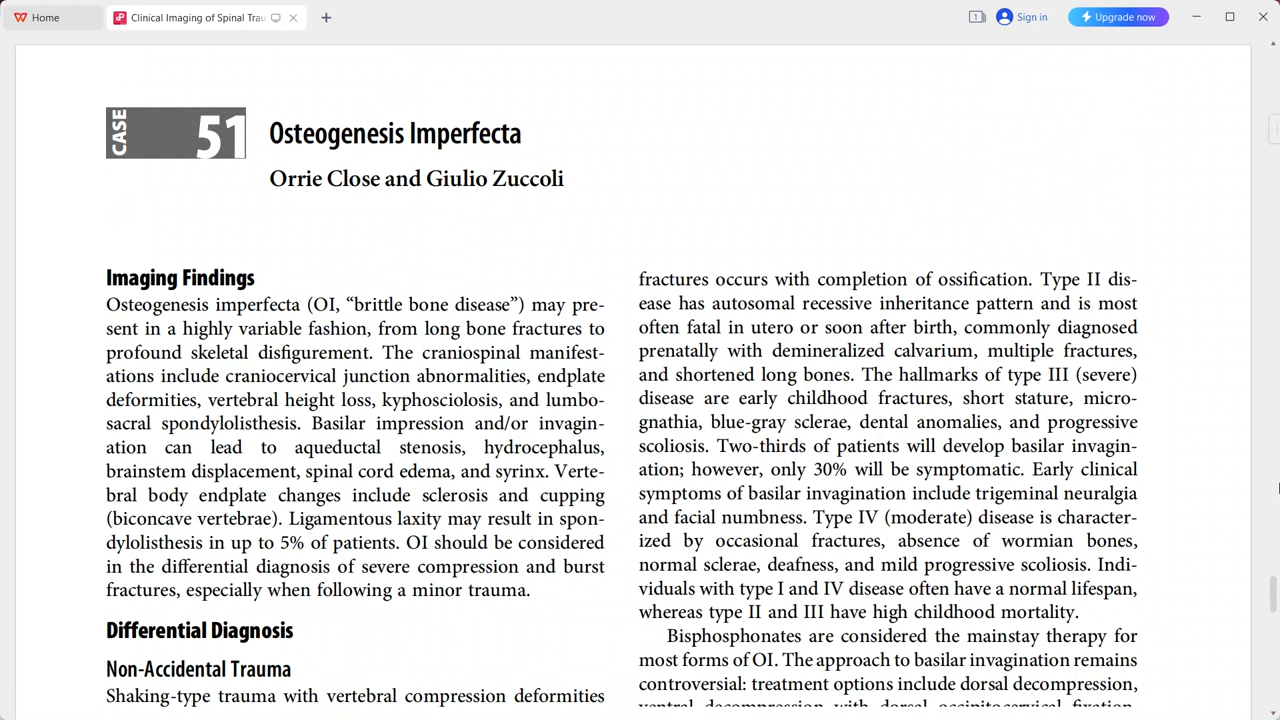 Home
Clinical Imaging of Spinal Trau
1
Sign in
Upgrade now
CASE 51
Osteogenesis Imperfecta
Orrie Close and Giulio Zuccoli
Imaging Findings
Osteogenesis imperfecta (OI, “brittle bone disease”) may pre-
sent in a highly variable fashion, from long bone fractures to
profound skeletal disfigurement. The craniospinal manifest-
ations include craniocervical junction abnormalities, endplate
deformities, vertebral height loss, kyphosciolosis, and lumbo-
sacral spondylolisthesis. Basilar impression and/or invagin-
ation can lead to aqueductal stenosis, hydrocephalus,
brainstem displacement, spinal cord edema, and syrinx. Verte-
bral body endplate changes include sclerosis and cupping
(biconcave vertebrae). Ligamentous laxity may result in spon-
dylolisthesis in up to 5% of patients. OI should be considered
in the differential diagnosis of severe compression and burst
fractures, especially when following a minor trauma.
Differential Diagnosis
Non-Accidental Trauma
Shaking-type trauma with vertebral compression deformities
fractures occurs with completion of ossification. Type II dis-
ease has autosomal recessive inheritance pattern and is most
often fatal in utero or soon after birth, commonly diagnosed
prenatally with demineralized calvarium, multiple fractures,
and shortened long bones. The hallmarks of type III (severe)
disease are early childhood fractures, short stature, micro-
gnathia, blue-gray sclerae, dental anomalies, and progressive
scoliosis. Two-thirds of patients will develop basilar invagin-
ation; however, only 30% will be symptomatic. Early clinical
symptoms of basilar invagination include trigeminal neuralgia
and facial numbness. Type IV (moderate) disease is character-
ized by occasional fractures, absence of wormian bones,
normal sclerae, deafness, and mild progressive scoliosis. Indi-
viduals with type I and IV disease often have a normal lifespan,
whereas type II and III have high childhood mortality.
Bisphosphonates are considered the mainstay therapy for
most forms of OI. The approach to basilar invagination remains
controversial: treatment options include dorsal decompression,
ventral decompression with dorsal occipitocervical fixation,